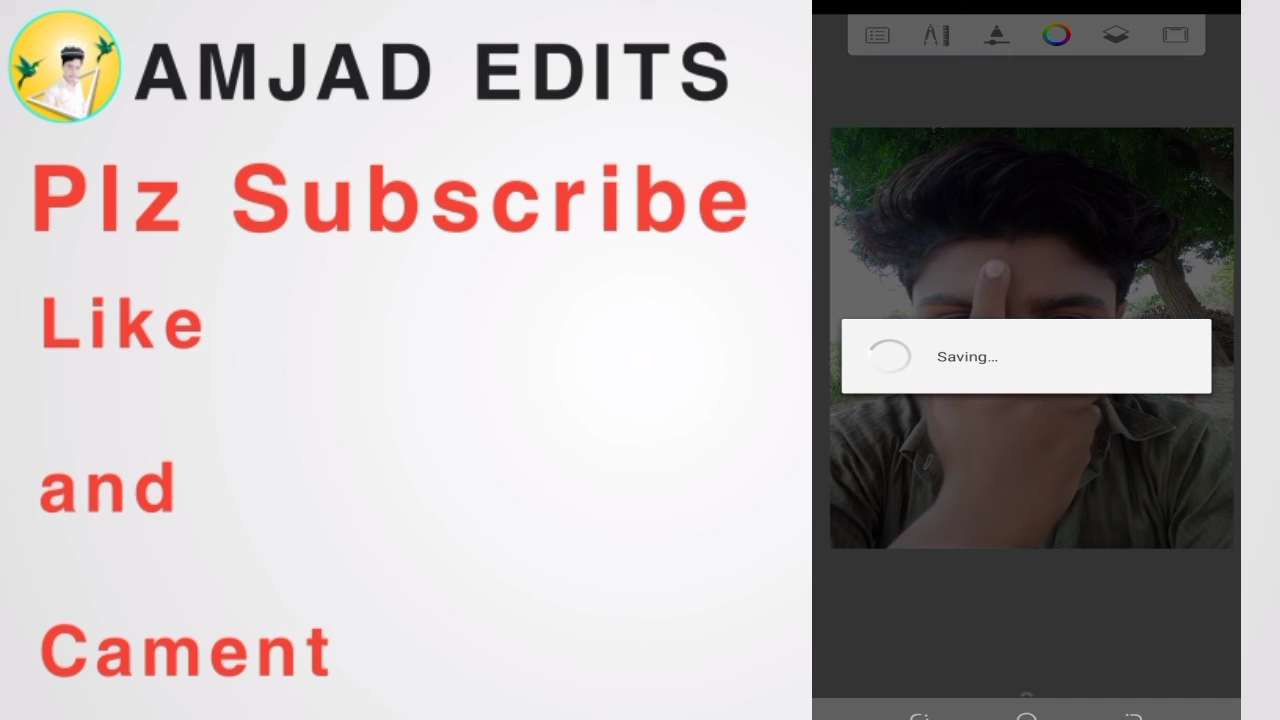 AMJAD EDITS
Plz Subscribe
Like
and
Cament
Saving...